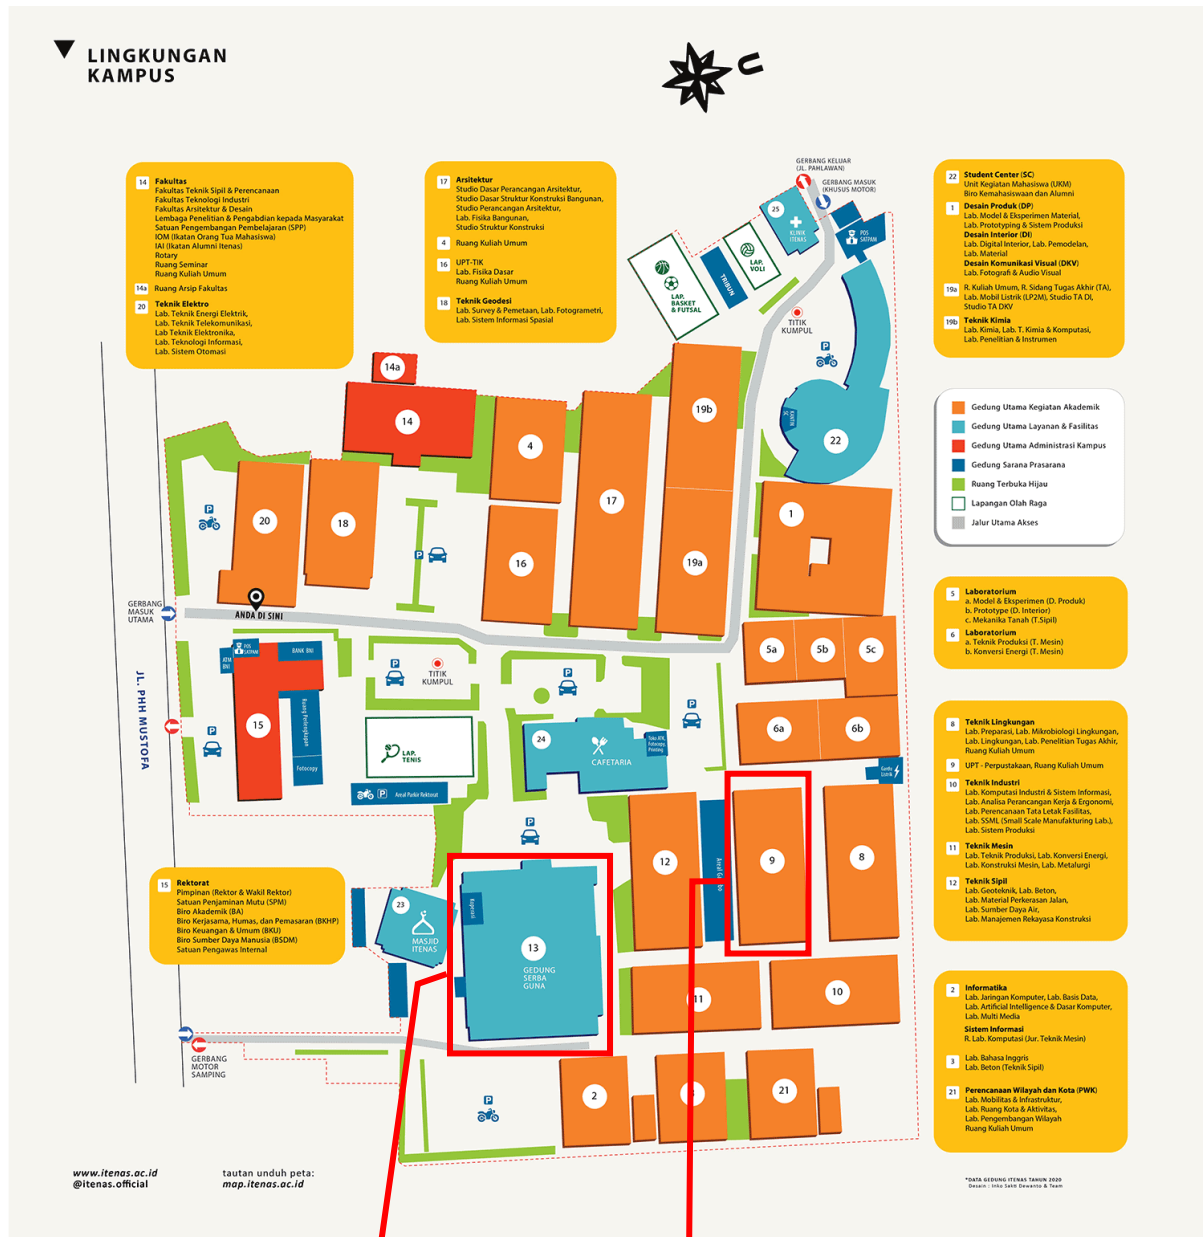 LINGKUNGAN
KAMPUS
U
14 Fakultas
Fakultas Teknik Sipil & Perencanaan
Fakultas Teknologi Industri
Fakultas Arsitektur & Desain
Lembaga Penelitian & Pengabdian kepada Masyarakat
Satuan Pengembangan Pembelajaran (SPP)
IOM (Ikatan Orang Tua Mahasiswa)
IAI (Ikatan Alumni Itenas)
Rotary
Ruang Seminar
Ruang Kuliah Umum
14a Ruang Arsip Fakultas
20 Teknik Elektro
Lab. Teknik Energi Elektrik,
Lab. Teknik Telekomunikasi,
Lab Teknik Elektronika,
Lab. Teknologi Informasi,
Lab. Sistem Otomasi
17 Arsitektur
Studio Dasar Perancangan Arsitektur,
Studio Dasar Struktur Konstruksi Bangunan,
Studio Perancangan Arsitektur,
Lab. Fisika Bangunan,
Studio Struktur Konstruksi
4 Ruang Kuliah Umum
16 UPT-TIK
Lab. Fisika Dasar
Ruang Kuliah Umum
18 Teknik Geodesi
Lab. Survey & Pemetaan, Lab. Fotogrametri,
Lab. Sistem Informasi Spasial
22 Student Center (SC)
Unit Kegiatan Mahasiswa (UKM)
Biro Kemahasiswaan dan Alumni
1 Desain Produk (DP)
Lab. Model & Eksperimen Material,
Lab. Prototyping & Sistem Produksi
Desain Interior (DI)
Lab. Digital Interior, Lab. Pemodelan,
Lab. Material
Desain Komunikasi Visual (DKV)
Lab. Fotografi & Audio Visual
19a R. Kuliah Umum, R. Sidang Tugas Akhir (TA),
Lab. Mobil Listrik (LP2M), Studio TA DI,
Studio TA DKV
19b Teknik Kimia
Lab. Kimia, Lab. T. Kimia & Komputasi,
Lab. Penelitian & Instrumen
Gedung Utama Kegiatan Akademik
Gedung Utama Layanan & Fasilitas
Gedung Utama Administrasi Kampus
Gedung Sarana Prasarana
Ruang Terbuka Hijau
Lapangan Olah Raga
Jalur Utama Akses
5 Laboratorium
a. Model & Eksperimen (D. Produk)
b. Prototype (D. Interior)
c. Mekanika Tanah (T.Sipil)
6 Laboratorium
a. Teknik Produksi (T. Mesin)
b. Konversi Energi (T. Mesin)
8 Teknik Lingkungan
Lab. Preparasi, Lab. Mikrobiologi Lingkungan,
Lab. Lingkungan, Lab. Penelitian Tugas Akhir,
Ruang Kuliah Umum
9 UPT - Perpustakaan, Ruang Kuliah Umum
10 Teknik Industri
Lab. Komputasi Industri & Sistem Informasi,
Lab. Analisa Perancangan Kerja & Ergonomi,
Lab. Perencanaan Tata Letak Fasilitas,
Lab. SSML (Small Scale Manufakturing Lab.),
Lab. Sistem Produksi
11 Teknik Mesin
Lab. Teknik Produksi, Lab. Konversi Energi,
Lab. Konstruksi Mesin, Lab. Metalurgi
12 Teknik Sipil
Lab. Geoteknik, Lab. Beton,
Lab. Material Perkerasan Jalan,
Lab. Sumber Daya Air,
Lab. Manajemen Rekayasa Konstruksi
2 Informatika
Lab. Jaringan Komputer, Lab. Basis Data,
Lab. Artificial Intelligence & Dasar Komputer,
Lab. Multi Media
Sistem Informasi
R. Lab. Komputasi (Jur. Teknik Mesin)
3 Lab. Bahasa Inggris
Lab. Beton (Teknik Sipil)
21 Perencanaan Wilayah dan Kota (PWK)
Lab. Mobilitas & Infrastruktur,
Lab. Ruang Kota & Aktivitas,
Lab. Pengembangan Wilayah
Ruang Kuliah Umum
15 Rektorat
Pimpinan (Rektor & Wakil Rektor)
Satuan Penjaminan Mutu (SPM)
Biro Akademik (BA)
Biro Kerjasama, Humas, dan Pemasaran (BKHP)
Biro Keuangan & Umum (BKU)
Biro Sumber Daya Manusia (BSDM)
Satuan Pengawas Internal
GERBANG KELUAR
(JL. PAHLAWAN)
GERBANG MASUK
(KHUSUS MOTOR)
25
KLINIK
ITENAS
POS
SATPAM
LAP.
VOLI
TRIBUN
LAP.
BASKET
& FUTSAL
TITIK
KUMPUL
P
KANTIN
SC
22
14a
14
4
19b
17
1
20
18
16
19a
P
P
GERBANG
MASUK
UTAMA
ANDA DI SINI
POS
SATPAM
BANK BNI
ATM
BNI
15
Ruang Perlengkapan
Fotocopy
P
P
TITIK
KUMPUL
P
P
LAP.
TENIS
P Areal Parkir Rektorat
24
CAFETARIA
Toko ATK,
Fotocopy,
Printing
5a
5b
5c
6a
6b
Gardu
Listrik
JL. PHH MUSTOFA
P
12
9
8
23
MASJID
ITENAS
Koperasi
13
GEDUNG
SERBA
GUNA
11
10
GERBANG
MOTOR
SAMPING
P
2
21
www.itenas.ac.id
@itenas.official
tautan unduh peta:
map.itenas.ac.id
*DATA GEDUNG ITENAS TAHUN 2020
Desain : Inko Sakti Dewanto & Team